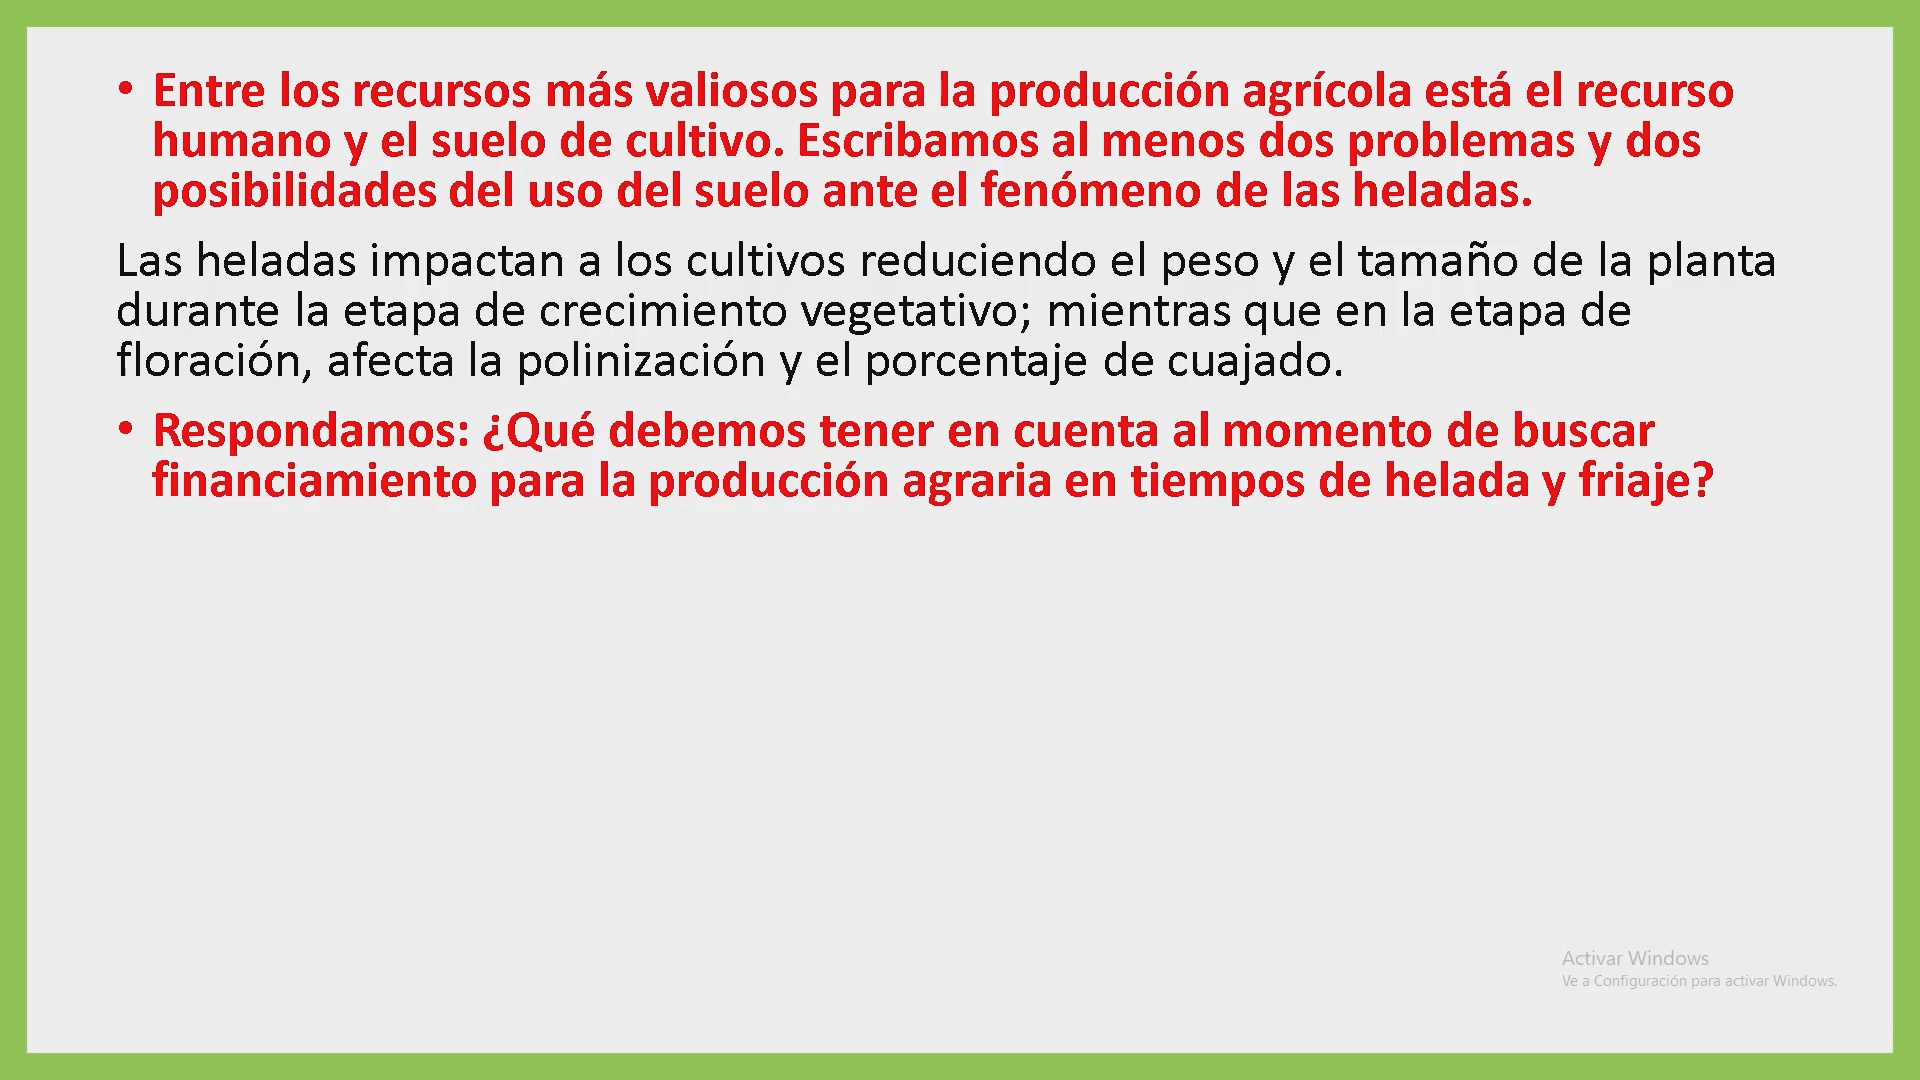 • Entre los recursos más valiosos para la producción agrícola está el recurso
humano y el suelo de cultivo. Escribamos al menos dos problemas y dos
posibilidades del uso del suelo ante el fenómeno de las heladas.
Las heladas impactan a los cultivos reduciendo el peso y el tamaño de la planta
durante la etapa de crecimiento vegetativo; mientras que en la etapa de
floración, afecta la polinización y el porcentaje de cuajado.
• Respondamos: ¿Qué debemos tener en cuenta al momento de buscar
financiamiento para la producción agraria en tiempos de helada y friaje?
Activar Windows
Ve a Configuración para activar Windows.